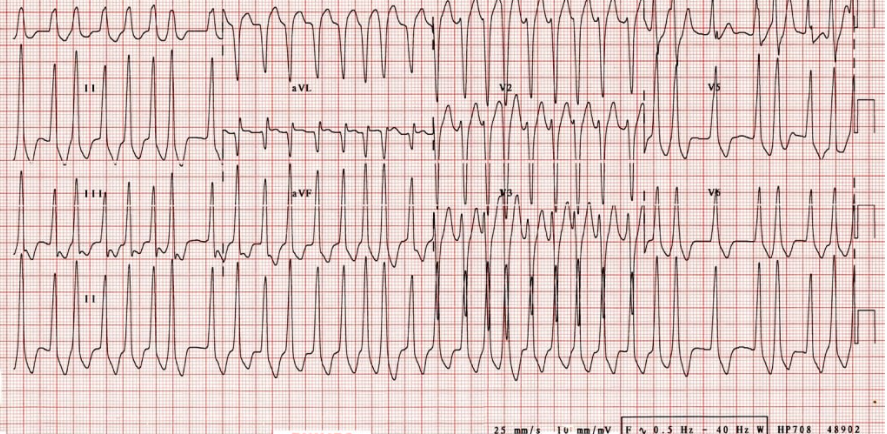 II aVL V2 V5
III aVF V3 V6
II
25 mm/s 10 mm/mV F ~ 0.5 Hz - 40 Hz W HP708 48902